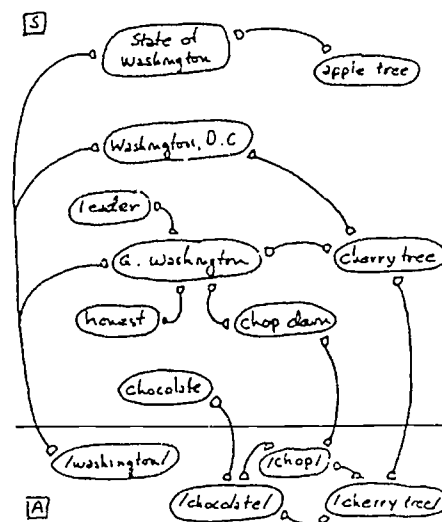 S
State of
Washington
apple tree
Washington, D.C
leader
G. Washington
cherry tree
honest
chop down
chocolate
/washington/
/chop/
/chocolate/
/cherry tree/
A